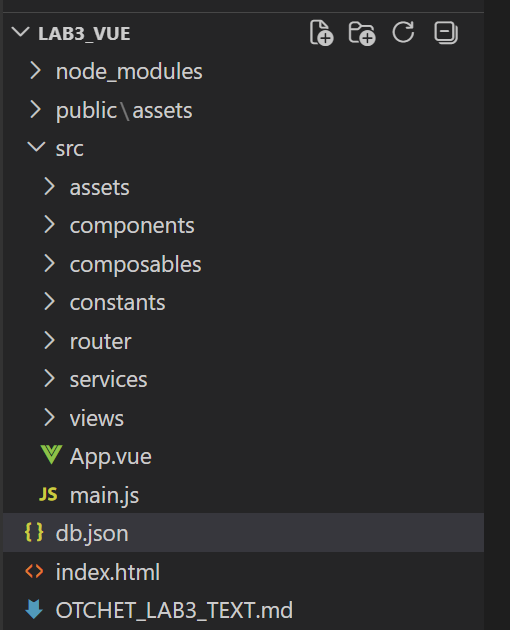 LAB3_VUE
node_modules
public\assets
src
assets
components
composables
constants
router
services
views
App.vue
JS main.js
{} db.json
<> index.html
OTCHET_LAB3_TEXT.md